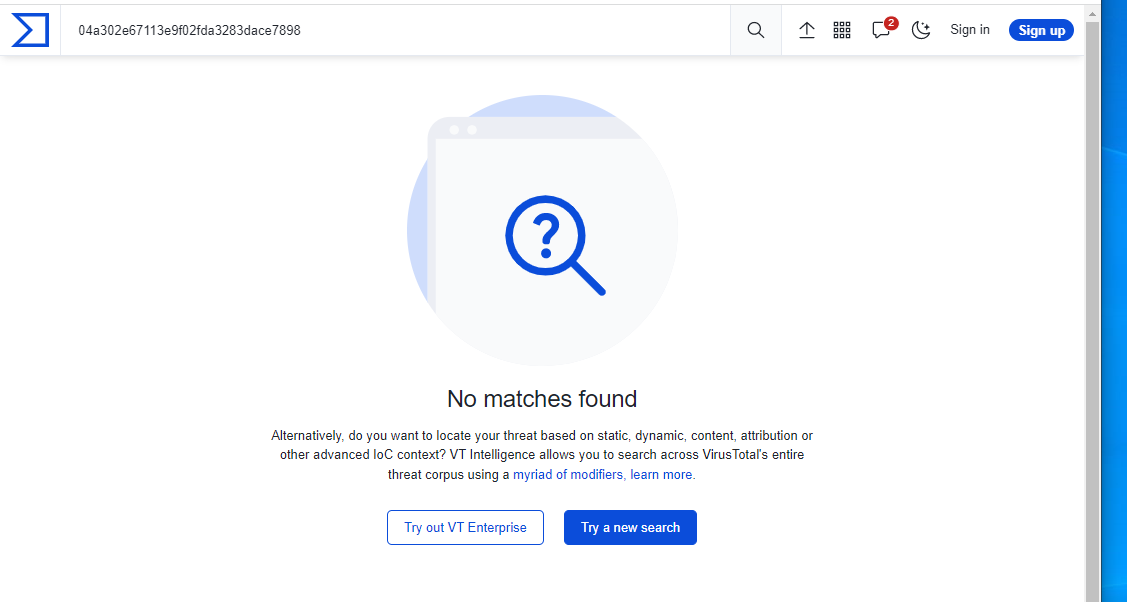 04a302e67113e9f02fda3283dace7898
2
Sign in
Sign up
?
No matches found
Alternatively, do you want to locate your threat based on static, dynamic, content, attribution or
other advanced IoC context? VT Intelligence allows you to search across VirusTotal's entire
threat corpus using a myriad of modifiers, learn more.
Try out VT Enterprise
Try a new search